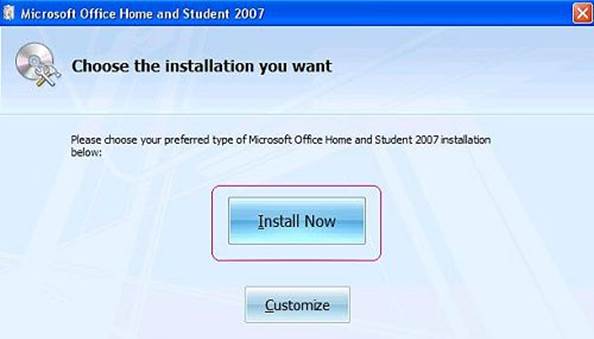 Microsoft Office Home and Student 2007
Choose the installation you want
Please choose your preferred type of Microsoft Office Home and Student 2007 installation
below:
Install Now
Customize